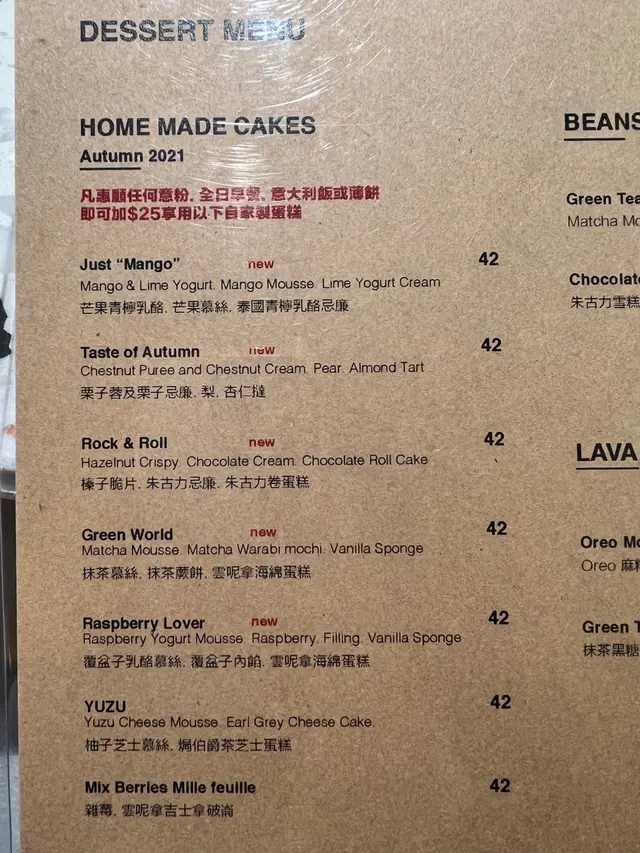 DESSERT MENU
HOME MADE CAKES
Autumn 2021
凡惠顧任何意粉, 全日早餐, 意大利飯或薄餅
即可加$25享用以下自家製蛋糕
Just “Mango” new 42
Mango & Lime Yogurt, Mango Mousse, Lime Yogurt Cream
芒果青檸乳酪, 芒果慕絲, 泰國青檸乳酪忌廉
Taste of Autumn new 42
Chestnut Puree and Chestnut Cream, Pear, Almond Tart
栗子蓉及栗子忌廉, 梨, 杏仁撻
Rock & Roll new 42
Hazelnut Crispy, Chocolate Cream, Chocolate Roll Cake
榛子脆片, 朱古力忌廉, 朱古力卷蛋糕
Green World new 42
Matcha Mousse, Matcha Warabi mochi, Vanilla Sponge
抹茶慕絲, 抹茶蕨餅, 雲呢拿海綿蛋糕
Raspberry Lover new 42
Raspberry Yogurt Mousse, Raspberry, Filling, Vanilla Sponge
覆盆子乳酪慕絲, 覆盆子內餡, 雲呢拿海綿蛋糕
YUZU 42
Yuzu Cheese Mousse, Earl Grey Cheese Cake,
柚子芝士慕絲, 焗伯爵茶芝士蛋糕
Mix Berries Mille feuille 42
雜莓, 雲呢拿吉士拿破崙
BEANS
Green Tea
Matcha Mo
Chocolate
朱古力雪糕
LAVA
Oreo Mo
Oreo 麻糬
Green T
抹茶黑糖